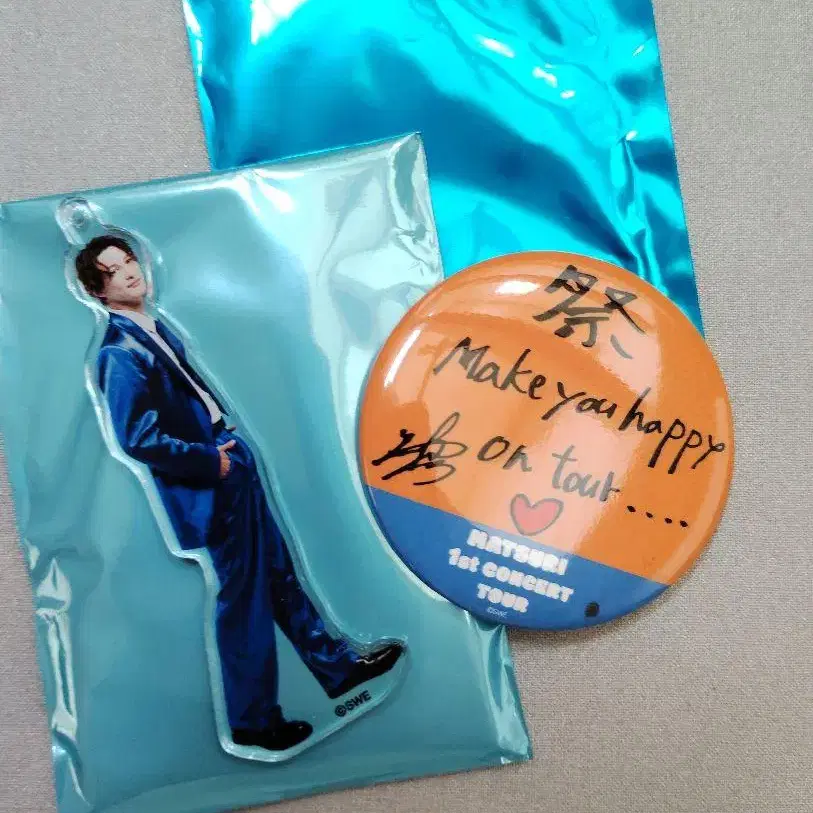 祭
Make you happy
on tour....
MATSURI
1st CONCERT
TOUR
©SWE
©SWE